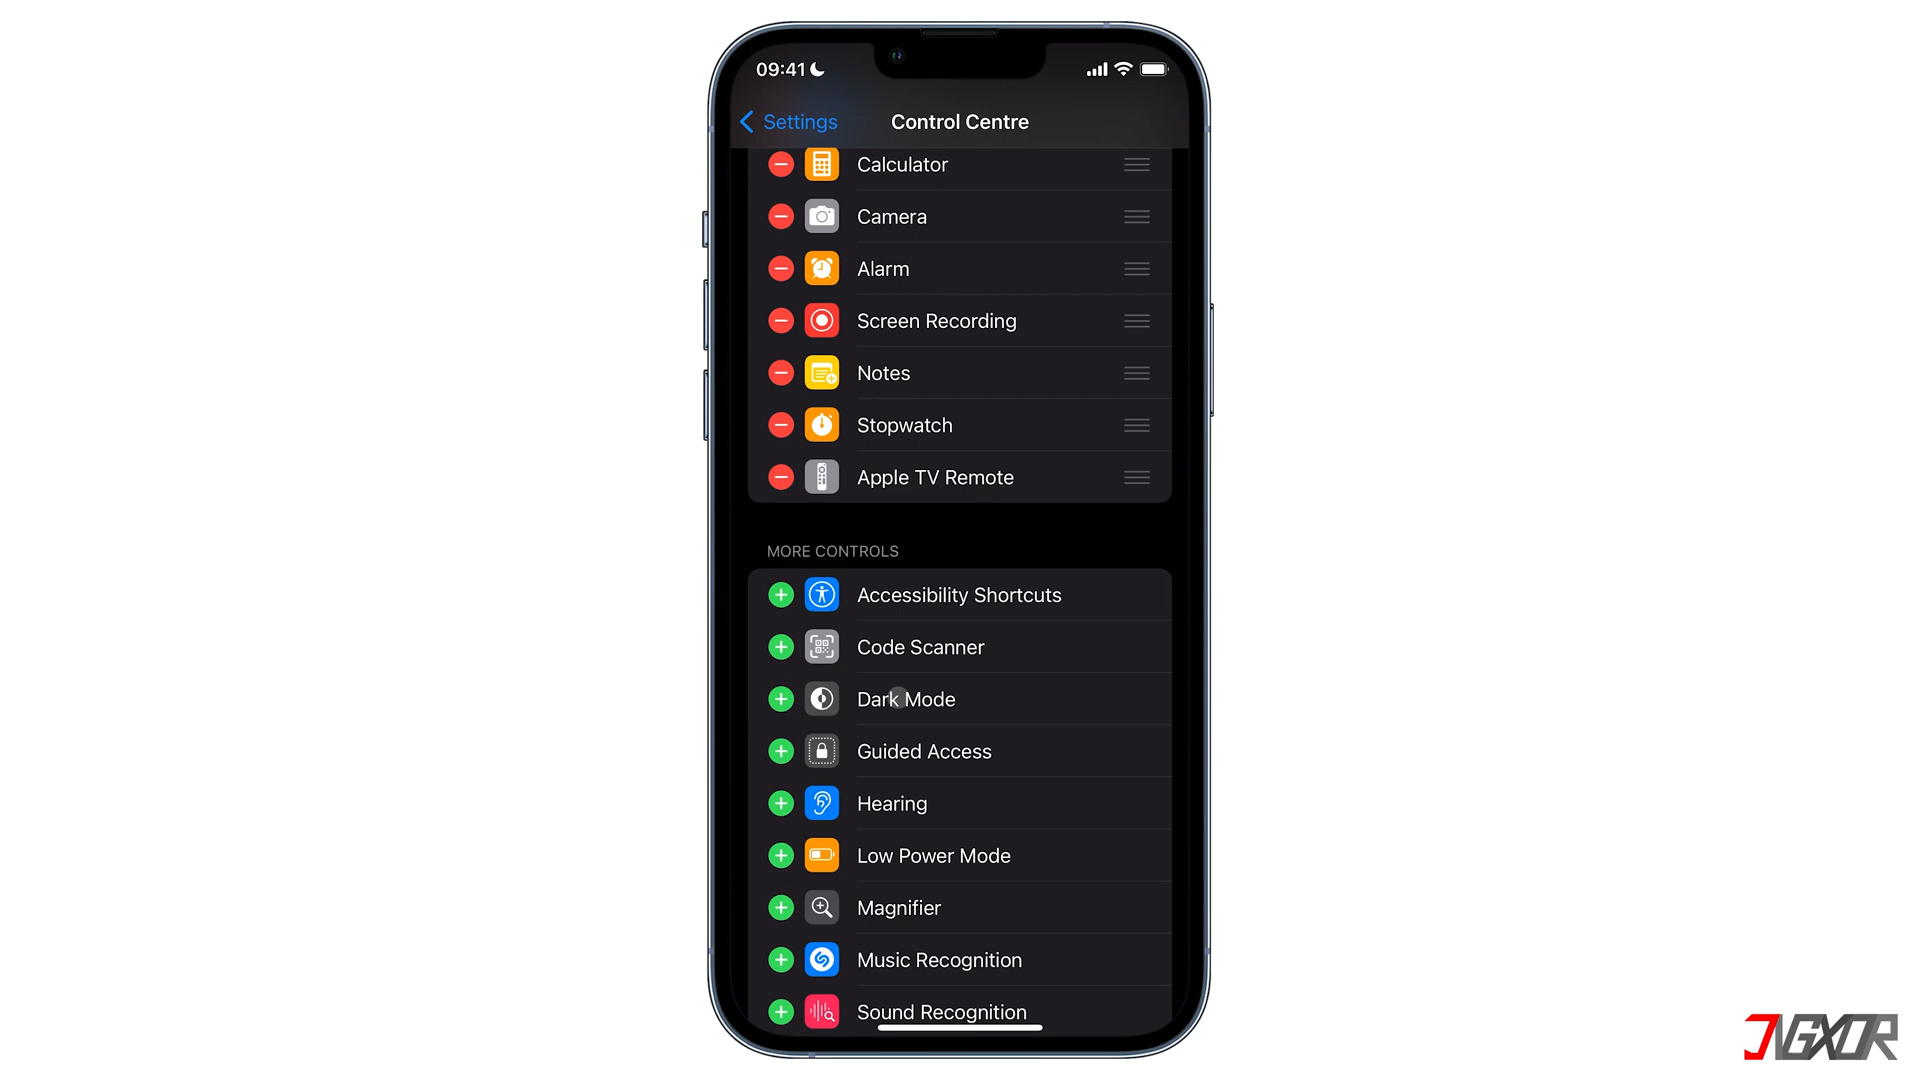 09:41
Settings
Control Centre
Calculator
Camera
Alarm
Screen Recording
Notes
Stopwatch
Apple TV Remote
MORE CONTROLS
Accessibility Shortcuts
Code Scanner
Dark Mode
Guided Access
Hearing
Low Power Mode
Magnifier
Music Recognition
Sound Recognition
JIGXOR